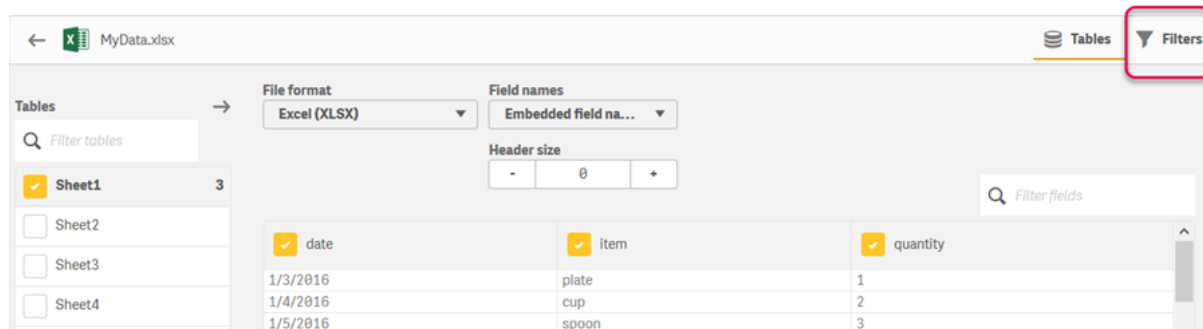 MyData.xlsx
Tables
Filters
Tables
Filter tables
Sheet1 3
Sheet2
Sheet3
Sheet4
File format
Excel (XLSX)
Field names
Embedded field na...
Header size
- 0 +
Filter fields
date item quantity
1/3/2016 plate 1
1/4/2016 cup 2
1/5/2016 spoon 3